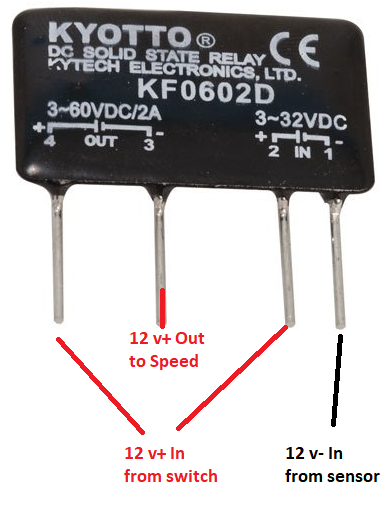 KYOTTO®
DC SOLID STATE RELAY CE
KYTECH ELECTRONICS, LTD.
KF0602D
3~60VDC/2A 3~32VDC
+ - + -
4 OUT 3 2 IN 1
12 v+ Out
to Speed
12 v+ In
from switch
12 v- In
from sensor